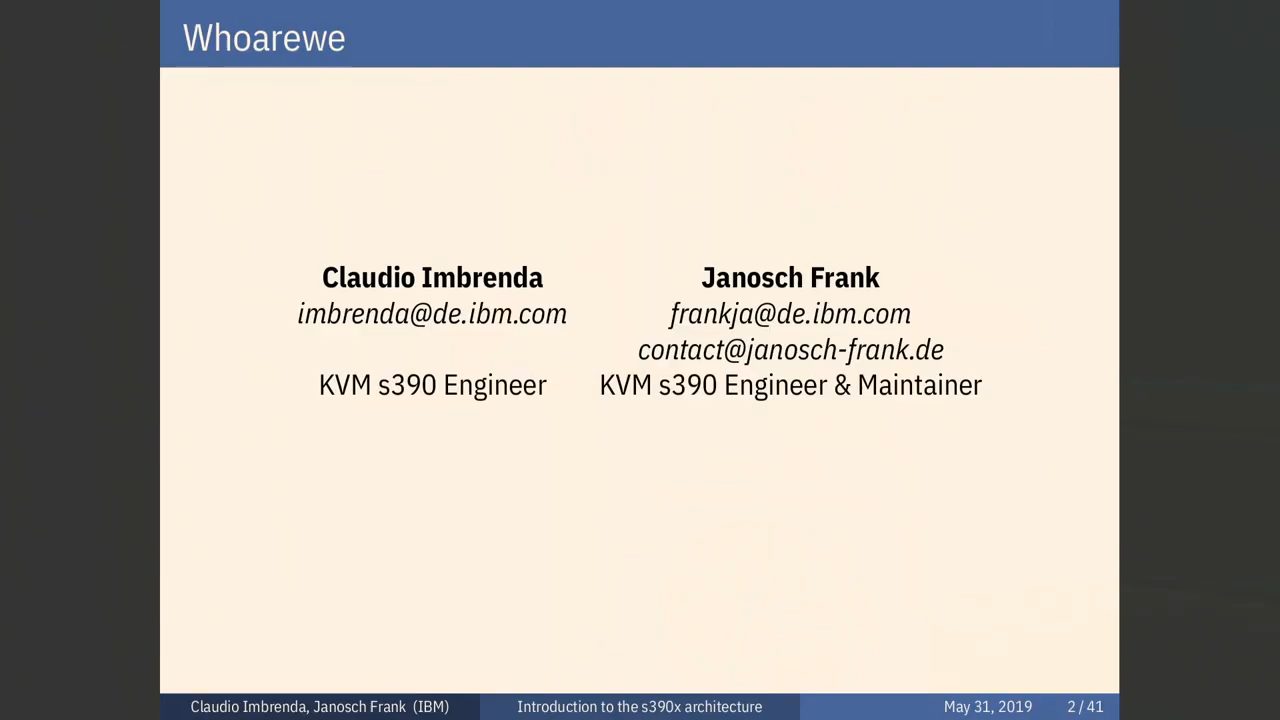 Whoarewe
Claudio Imbrenda
imbrenda@de.ibm.com
KVM s390 Engineer
Janosch Frank
frankja@de.ibm.com
contact@janosch-frank.de
KVM s390 Engineer & Maintainer
Claudio Imbrenda, Janosch Frank (IBM)
Introduction to the s390x architecture
May 31, 2019
2 / 41